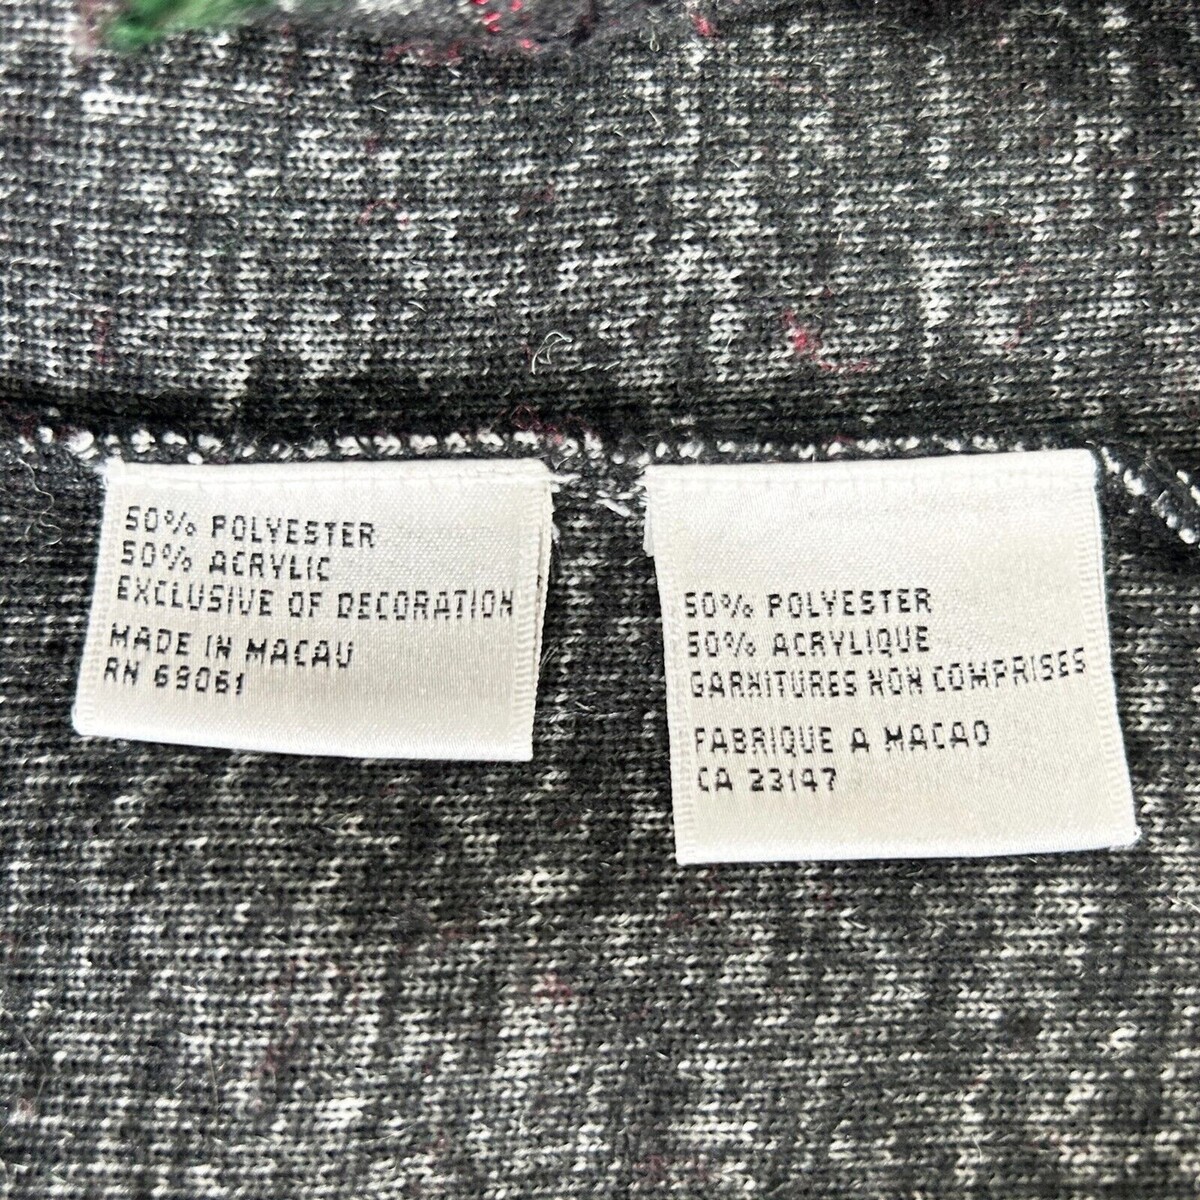 50% POLYESTER
50% ACRYLIC
EXCLUSIVE OF DECORATION
MADE IN MACAU
RN 69061
50% POLYESTER
50% ACRYLIQUE
GARNITURES NON COMPRISES
FABRIQUE A MACAO
CA 23147